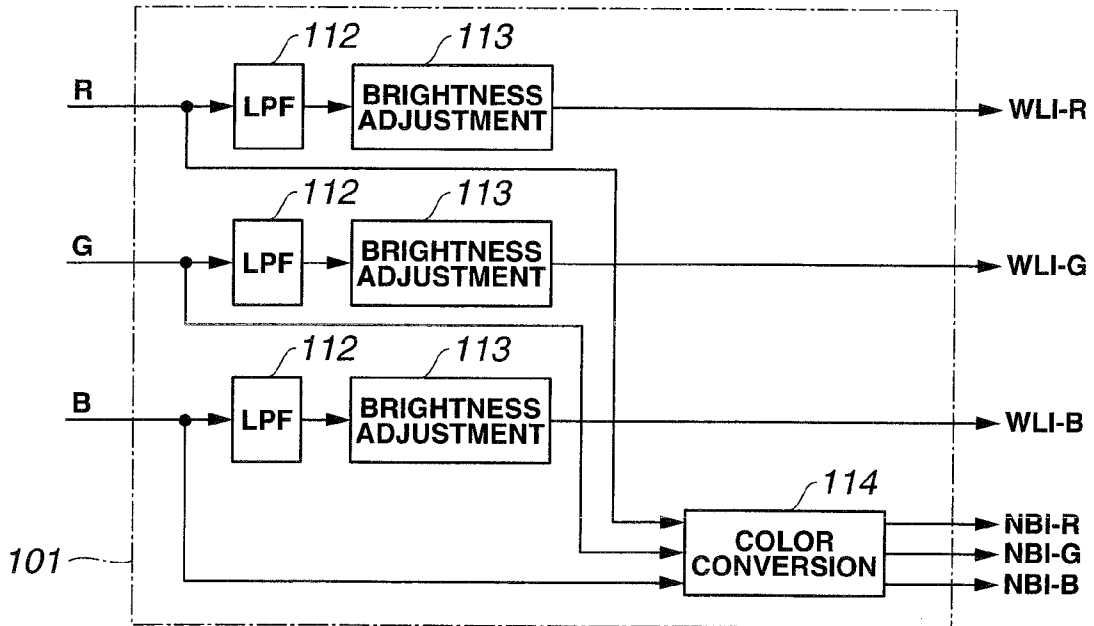 112
113
R
LPF
BRIGHTNESS
ADJUSTMENT
WLI-R
112
113
G
LPF
BRIGHTNESS
ADJUSTMENT
WLI-G
112
113
B
LPF
BRIGHTNESS
ADJUSTMENT
WLI-B
114
COLOR
CONVERSION
NBI-R
NBI-G
NBI-B
101